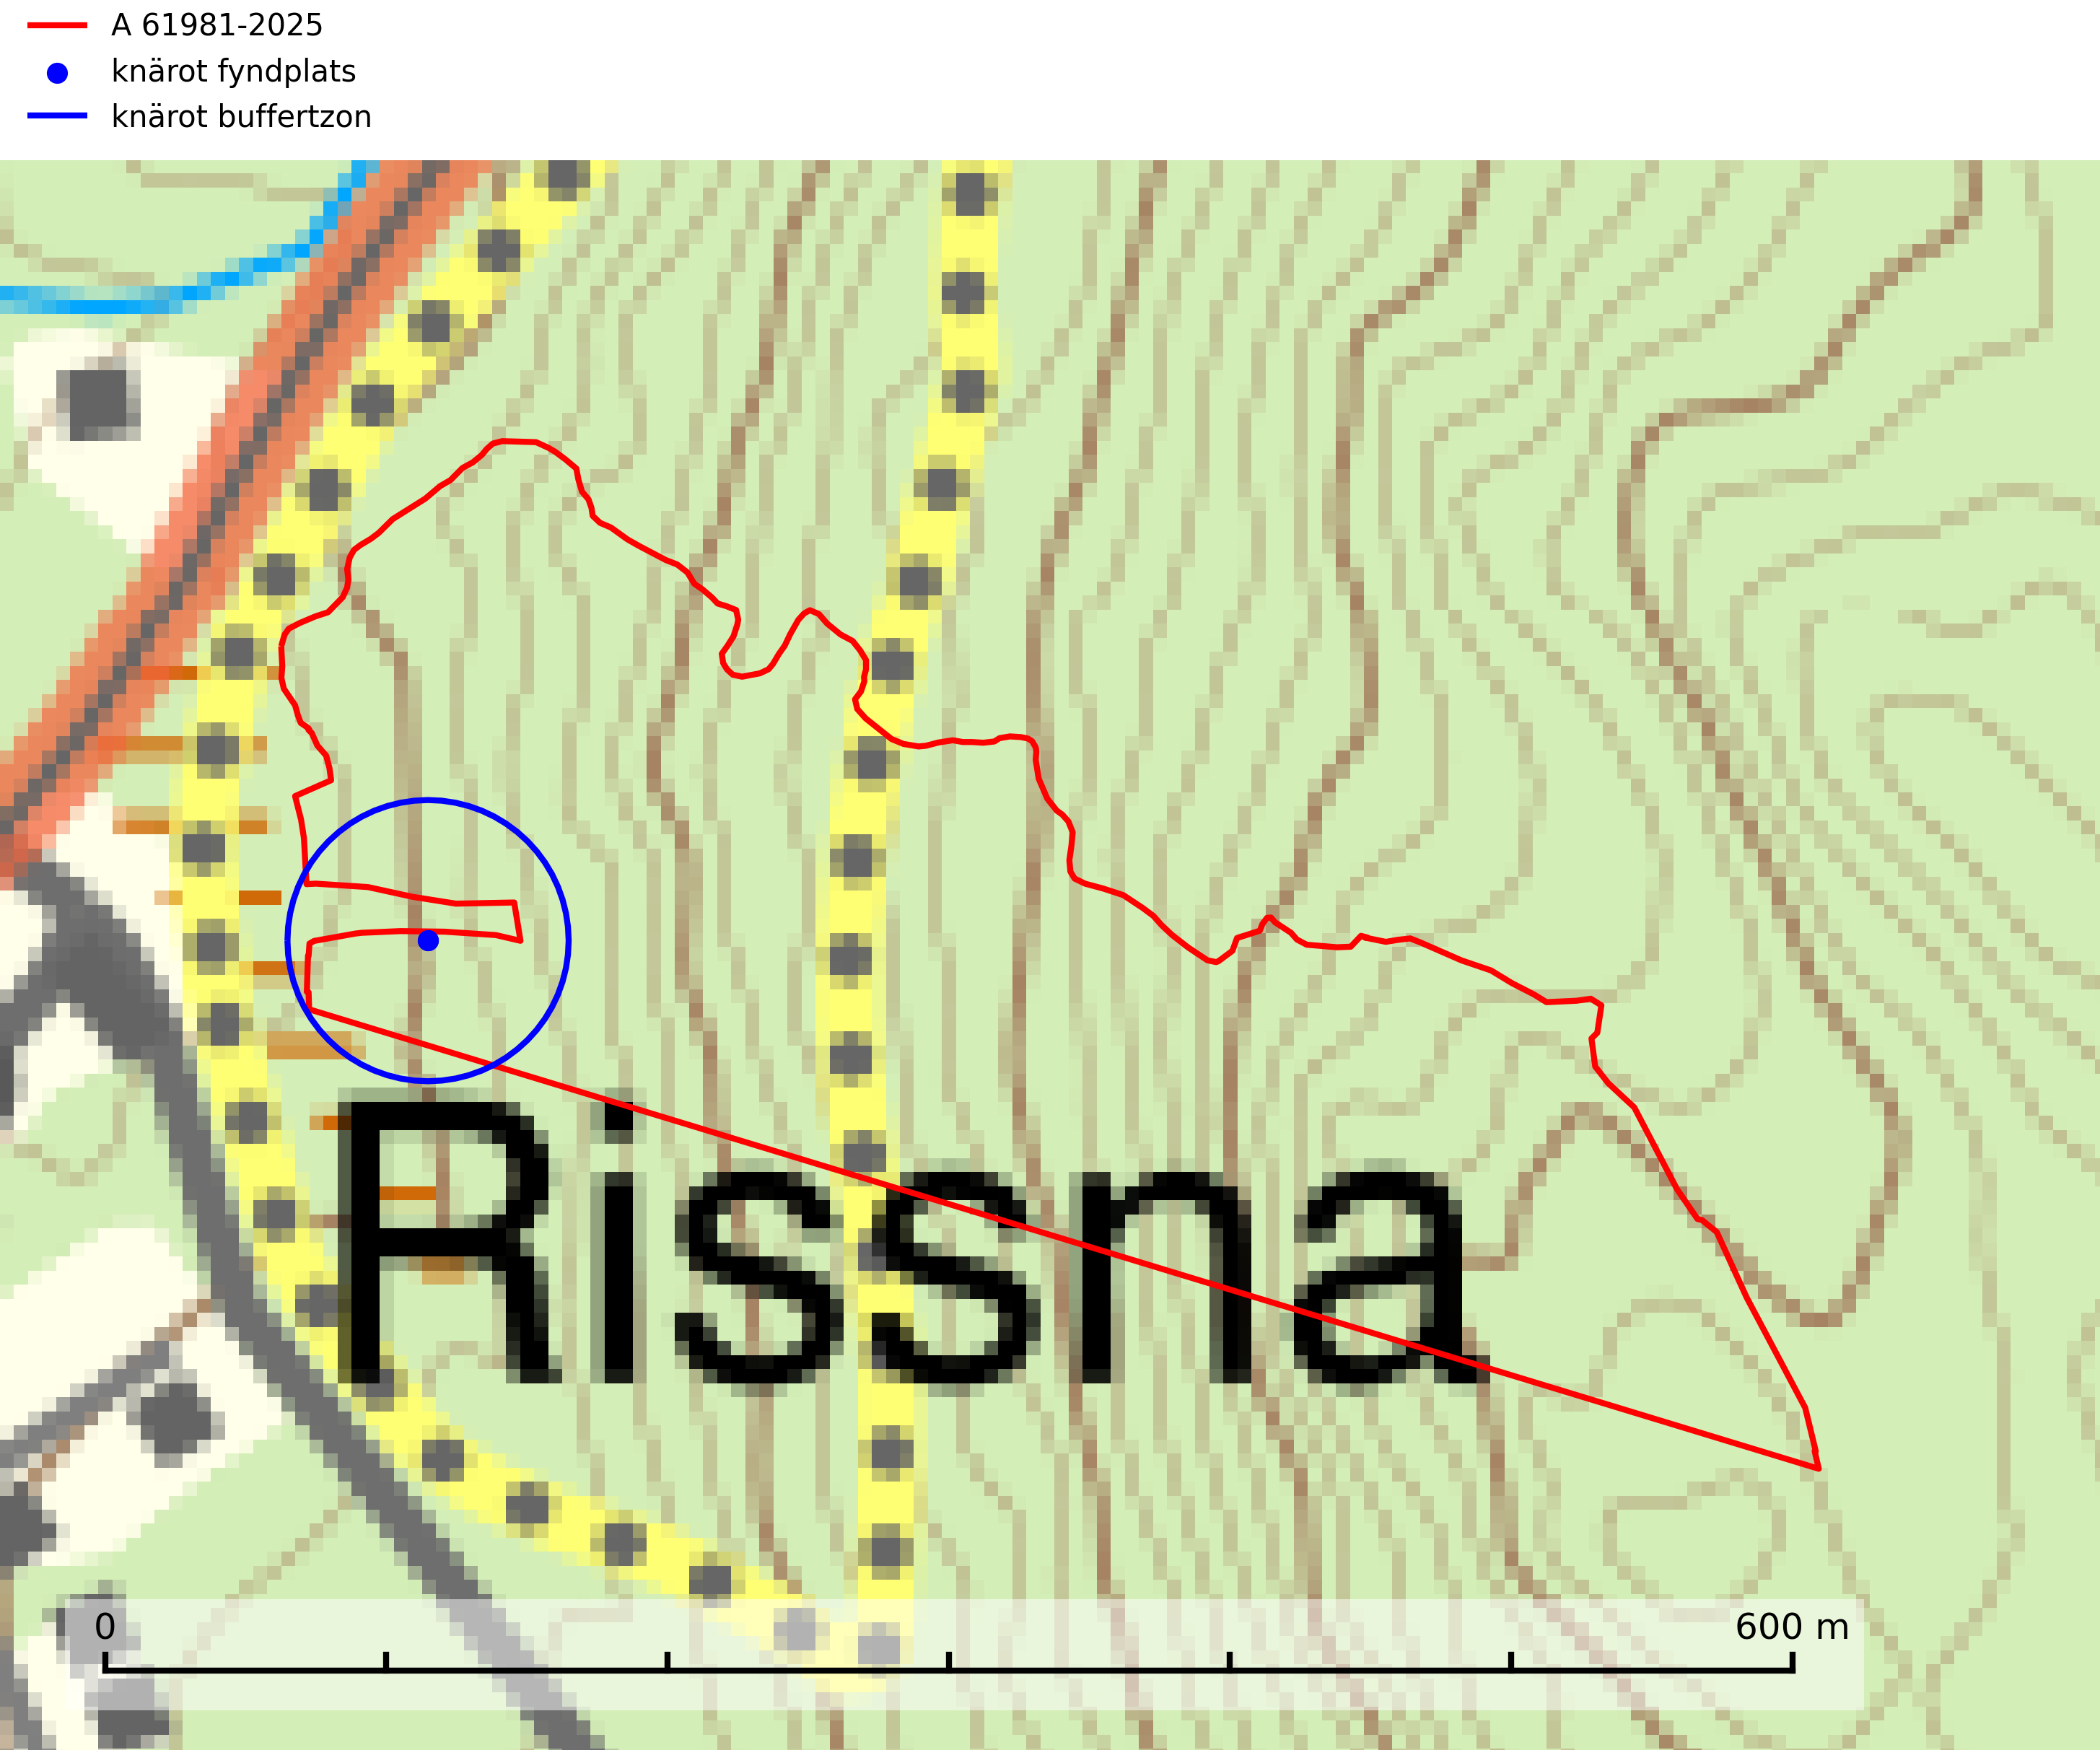 A 61981-2025
knärot fyndplats
knärot buffertzon
Rissna
0 600 m